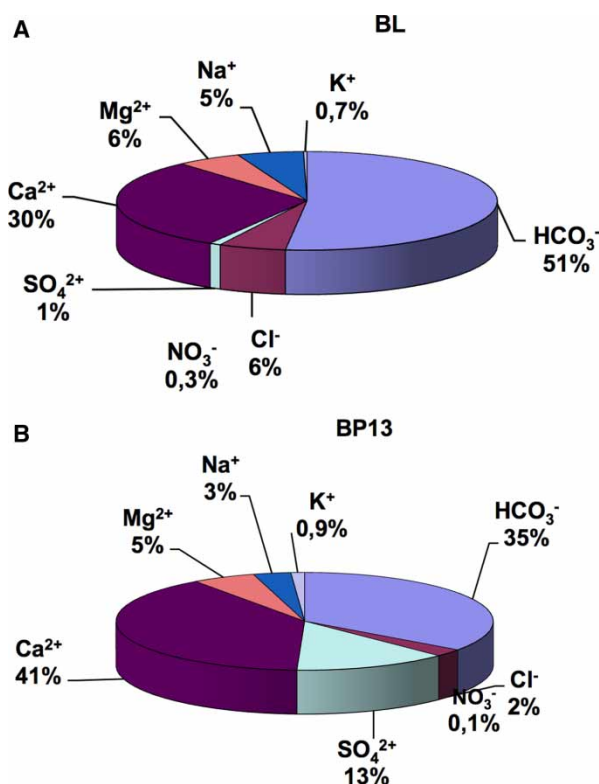 A
BL
K⁺
0,7%
Na⁺
5%
Mg²⁺
6%
Ca²⁺
30%
HCO₃⁻
51%
SO₄²⁺
1%
NO₃⁻
0,3%
Cl⁻
6%
B
BP13
K⁺
0,9%
Na⁺
3%
Mg²⁺
5%
HCO₃⁻
35%
Ca²⁺
41%
Cl⁻
2%
NO₃⁻
0,1%
SO₄²⁺
13%